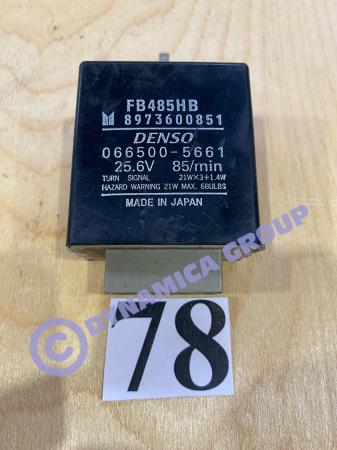 FB485HB
8973600851
DENSO
066500-5661
25.6V 85/min
TURN SIGNAL 21W×3+1.4W
HAZARD WARNING 21W MAX. 6BULBS
MADE IN JAPAN
78
© DYNAMICA GROUP